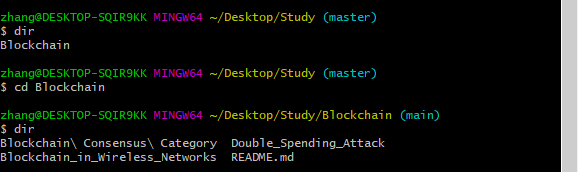 zhang@DESKTOP-SQIR9KK MINGW64 ~/Desktop/Study (master)
$ dir
Blockchain
zhang@DESKTOP-SQIR9KK MINGW64 ~/Desktop/Study (master)
$ cd Blockchain
zhang@DESKTOP-SQIR9KK MINGW64 ~/Desktop/Study/Blockchain (main)
$ dir
Blockchain\ Consensus\ Category  Double_Spending_Attack
Blockchain_in_Wireless_Networks  README.md